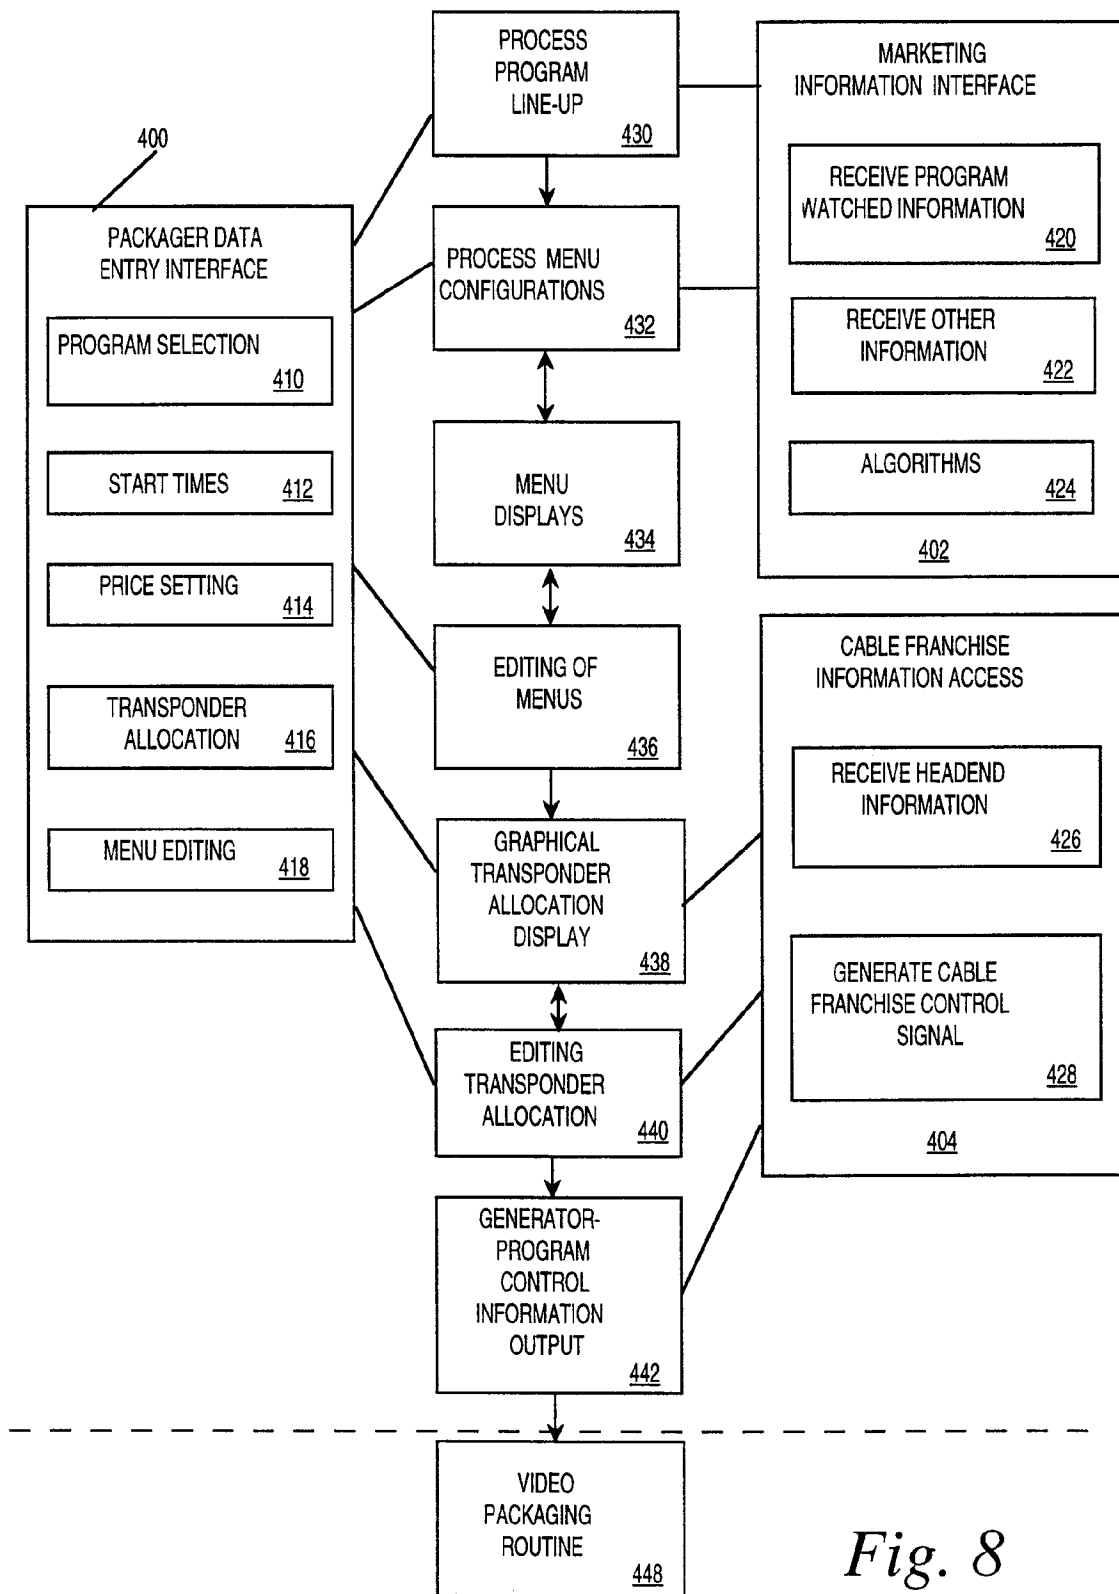 400
PACKAGER DATA
ENTRY INTERFACE
PROGRAM SELECTION
410
START TIMES
412
PRICE SETTING
414
TRANSPONDER
ALLOCATION
416
MENU EDITING
418
PROCESS
PROGRAM
LINE-UP
430
PROCESS MENU
CONFIGURATIONS
432
MENU
DISPLAYS
434
EDITING OF
MENUS
436
GRAPHICAL
TRANSPONDER
ALLOCATION
DISPLAY
438
EDITING
TRANSPONDER
ALLOCATION
440
GENERATOR-
PROGRAM
CONTROL
INFORMATION
OUTPUT
442
VIDEO
PACKAGING
ROUTINE
448
MARKETING
INFORMATION INTERFACE
RECEIVE PROGRAM
WATCHED INFORMATION
420
RECEIVE OTHER
INFORMATION
422
ALGORITHMS
424
402
CABLE FRANCHISE
INFORMATION ACCESS
RECEIVE HEADEND
INFORMATION
426
GENERATE CABLE
FRANCHISE CONTROL
SIGNAL
428
404
Fig. 8